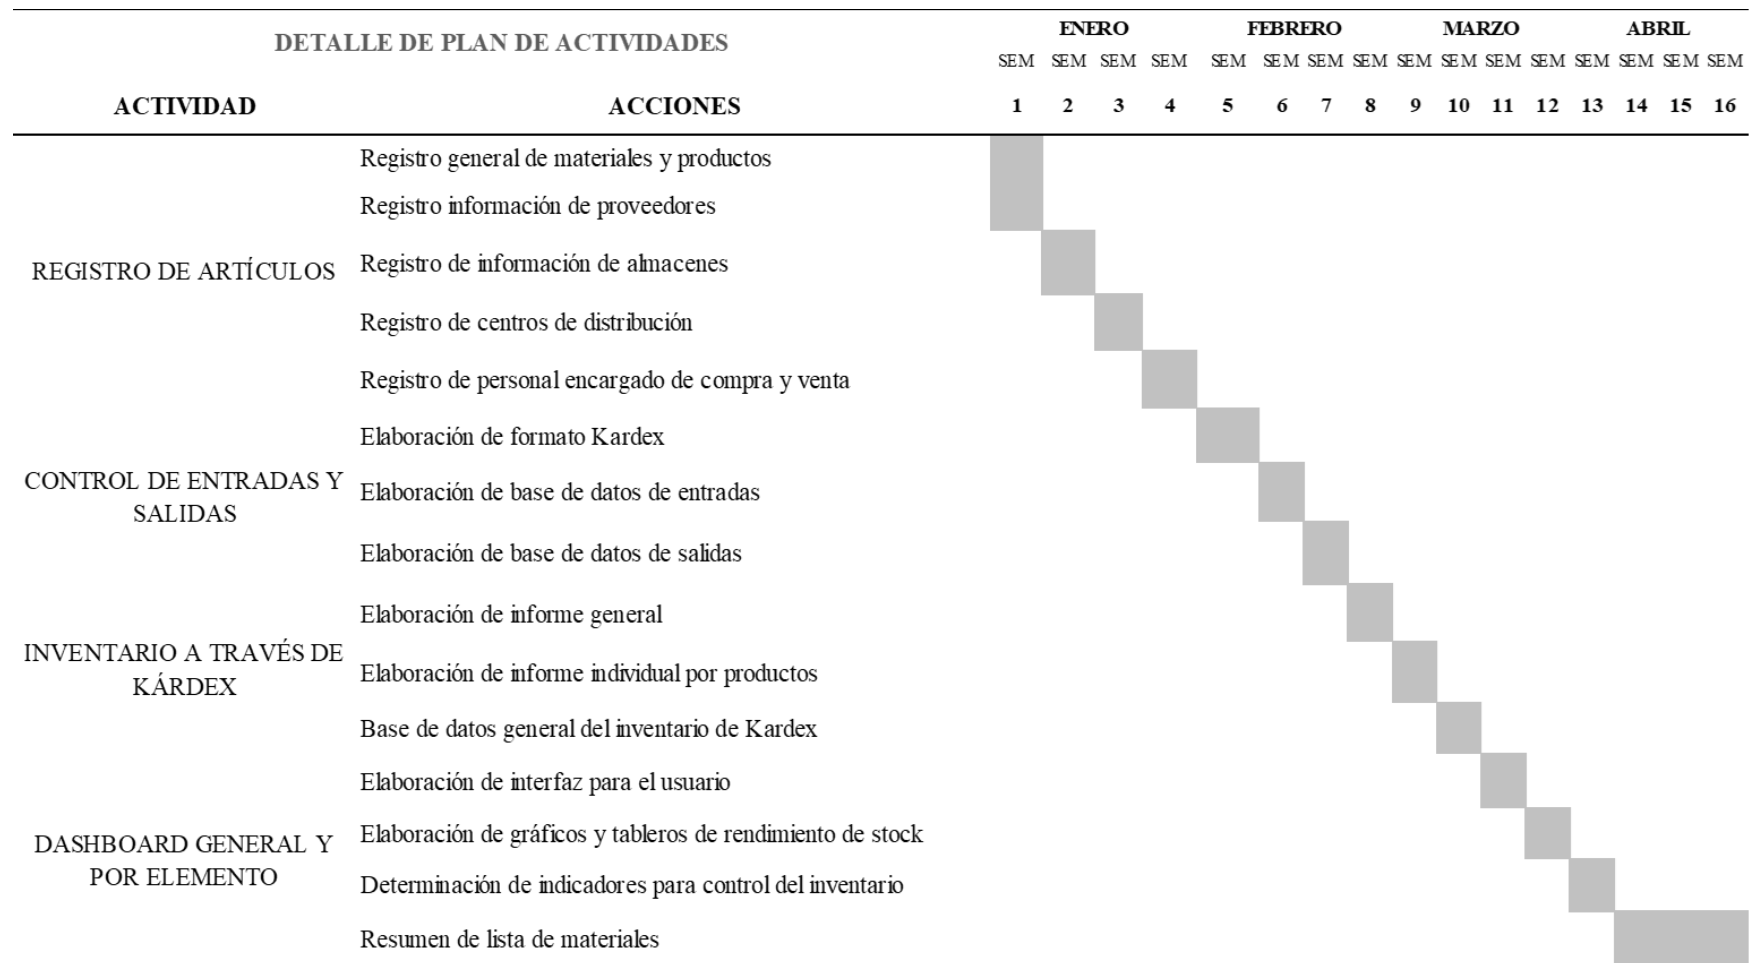 DETALLE DE PLAN DE ACTIVIDADES
ENERO FEBRERO MARZO ABRIL
SEM SEM SEM SEM SEM SEM SEM SEM SEM SEM SEM SEM SEM SEM SEM SEM
ACTIVIDAD ACCIONES 1 2 3 4 5 6 7 8 9 10 11 12 13 14 15 16
REGISTRO DE ARTÍCULOS
Registro general de materiales y productos
Registro información de proveedores
Registro de información de almacenes
Registro de centros de distribución
Registro de personal encargado de compra y venta
CONTROL DE ENTRADAS Y
SALIDAS
Elaboración de formato Kardex
Elaboración de base de datos de entradas
Elaboración de base de datos de salidas
INVENTARIO A TRAVÉS DE
KÁRDEX
Elaboración de informe general
Elaboración de informe individual por productos
Base de datos general del inventario de Kardex
DASHBOARD GENERAL Y
POR ELEMENTO
Elaboración de interfaz para el usuario
Elaboración de gráficos y tableros de rendimiento de stock
Determinación de indicadores para control del inventario
Resumen de lista de materiales